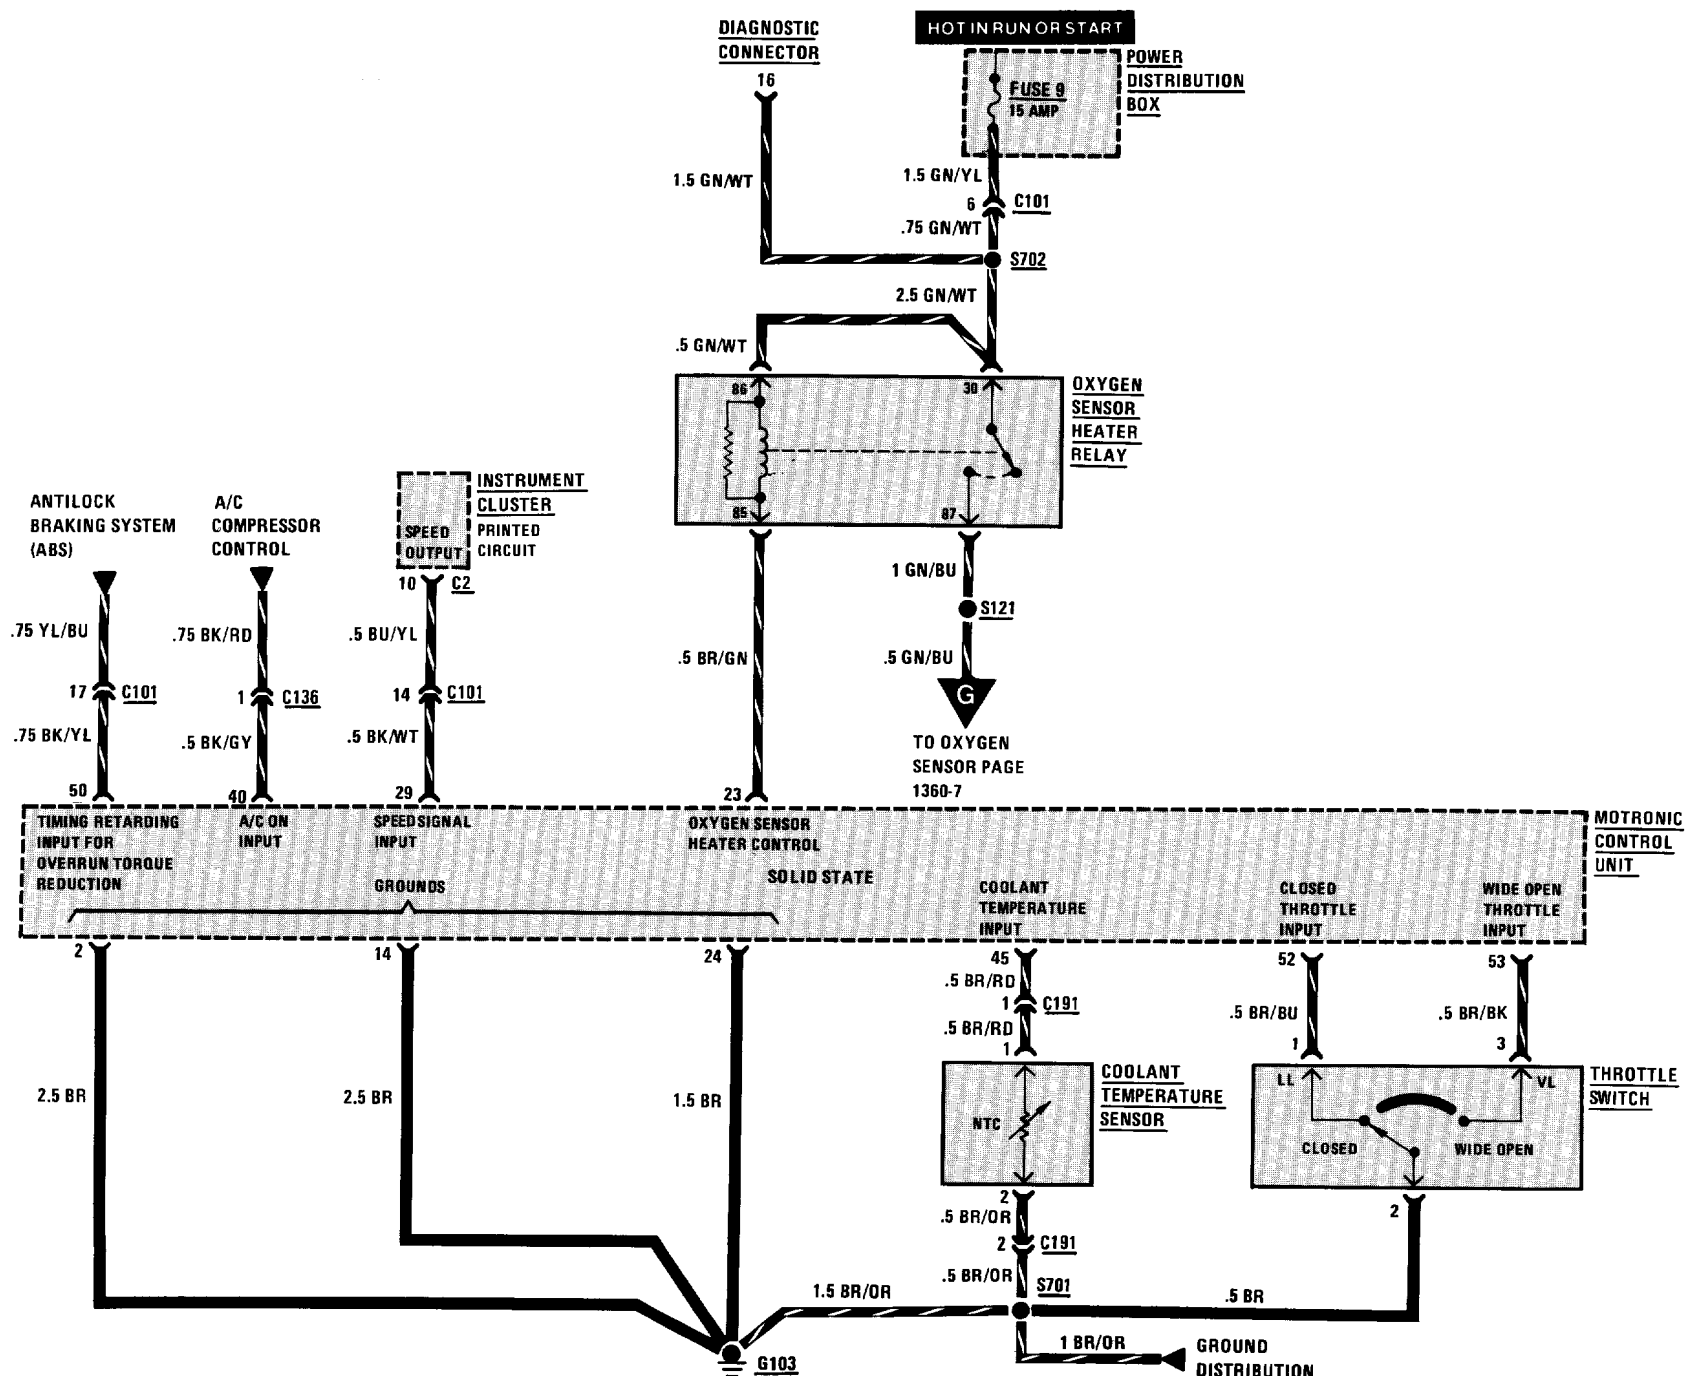 HOT IN RUN OR START
DIAGNOSTIC
CONNECTOR
16
POWER
DISTRIBUTION
BOX
FUSE 9
15 AMP
1.5 GN/WT
1.5 GN/YL
6
C101
.75 GN/WT
S702
2.5 GN/WT
.5 GN/WT
86
30
OXYGEN
SENSOR
HEATER
RELAY
85
87
INSTRUMENT
CLUSTER
PRINTED
CIRCUIT
SPEED
OUTPUT
ANTILOCK
BRAKING SYSTEM
(ABS)
A/C
COMPRESSOR
CONTROL
10
C2
1 GN/BU
S121
.75 YL/BU
.75 BK/RD
.5 BU/YL
.5 BR/GN
.5 GN/BU
G
17
C101
1
C136
14
C101
.75 BK/YL
.5 BK/GY
.5 BK/WT
TO OXYGEN
SENSOR PAGE
1360-7
50
40
29
23
TIMING RETARDING
INPUT FOR
OVERRUN TORQUE
REDUCTION
A/C ON
INPUT
SPEED SIGNAL
INPUT
OXYGEN SENSOR
HEATER CONTROL
MOTRONIC
CONTROL
UNIT
SOLID STATE
GROUNDS
COOLANT
TEMPERATURE
INPUT
CLOSED
THROTTLE
INPUT
WIDE OPEN
THROTTLE
INPUT
2
14
24
45
52
53
.5 BR/RD
1
C191
.5 BR/RD
1
.5 BR/BU
1
.5 BR/BK
3
2.5 BR
2.5 BR
1.5 BR
NTC
COOLANT
TEMPERATURE
SENSOR
LL
VL
CLOSED
WIDE OPEN
THROTTLE
SWITCH
2
.5 BR/OR
2
C191
.5 BR/OR
S701
2
1.5 BR/OR
.5 BR
1 BR/OR
GROUND
DISTRIBUTION
G103